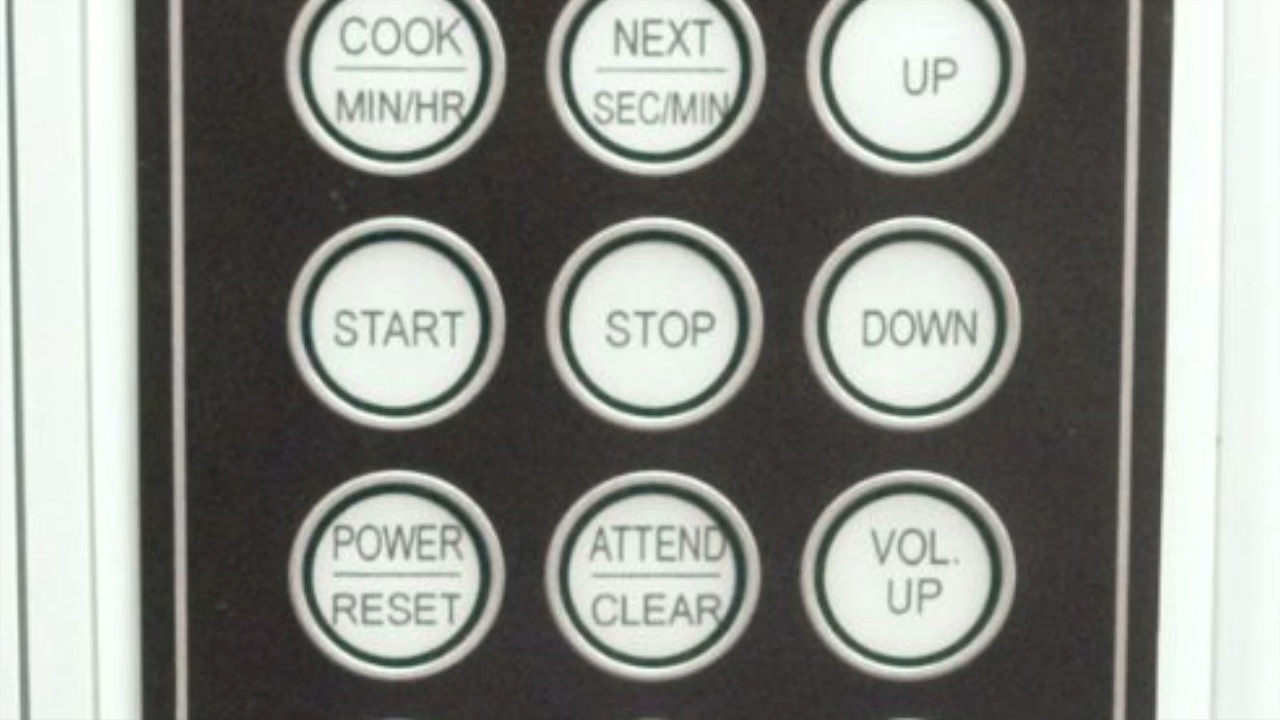 COOK
MIN/HR
NEXT
SEC/MIN
UP
START
STOP
DOWN
POWER
RESET
ATTEND
CLEAR
VOL.
UP